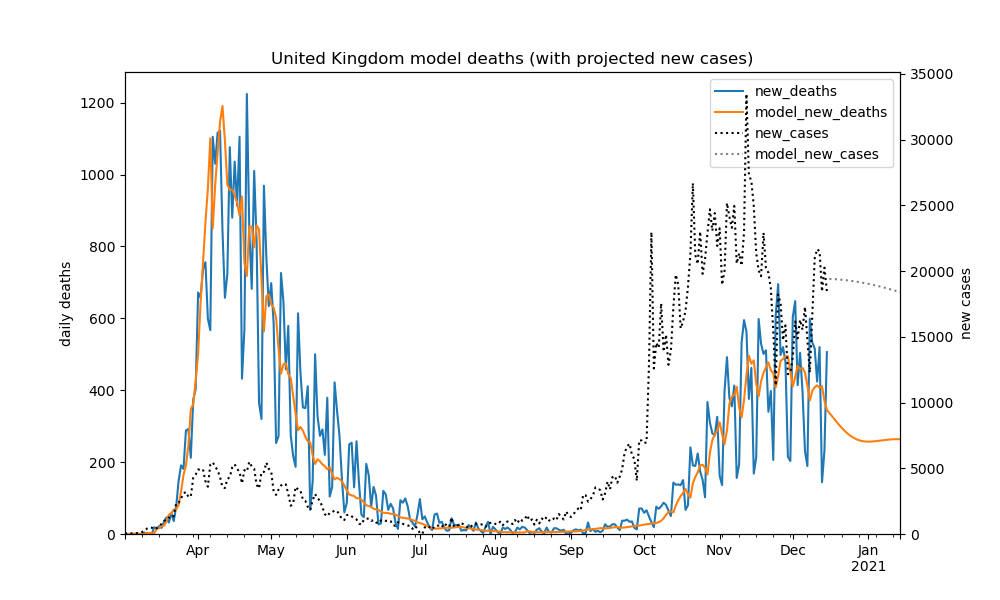 United Kingdom model deaths (with projected new cases)
new_deaths
model_new_deaths
new_cases
model_new_cases
daily deaths
new cases
0
200
400
600
800
1000
1200
0
5000
10000
15000
20000
25000
30000
35000
Apr May Jun Jul Aug Sep Oct Nov Dec Jan
2021